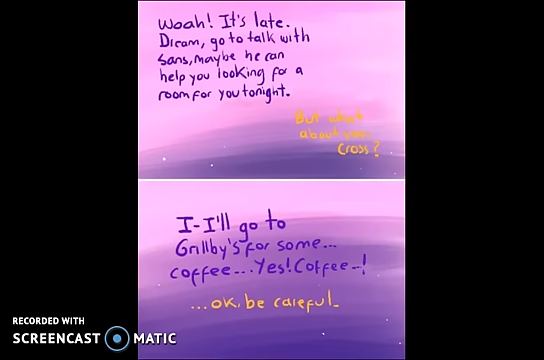 Woah! It's late.
Dream, go to talk with
Sans, maybe he can
help you looking for a
room for you tonight.
But what
about you,
Cross?
I-I'll go to
Grillby's for some...
coffee...Yes! Coffee..!
...ok, be careful.
RECORDED WITH
SCREENCAST MATIC